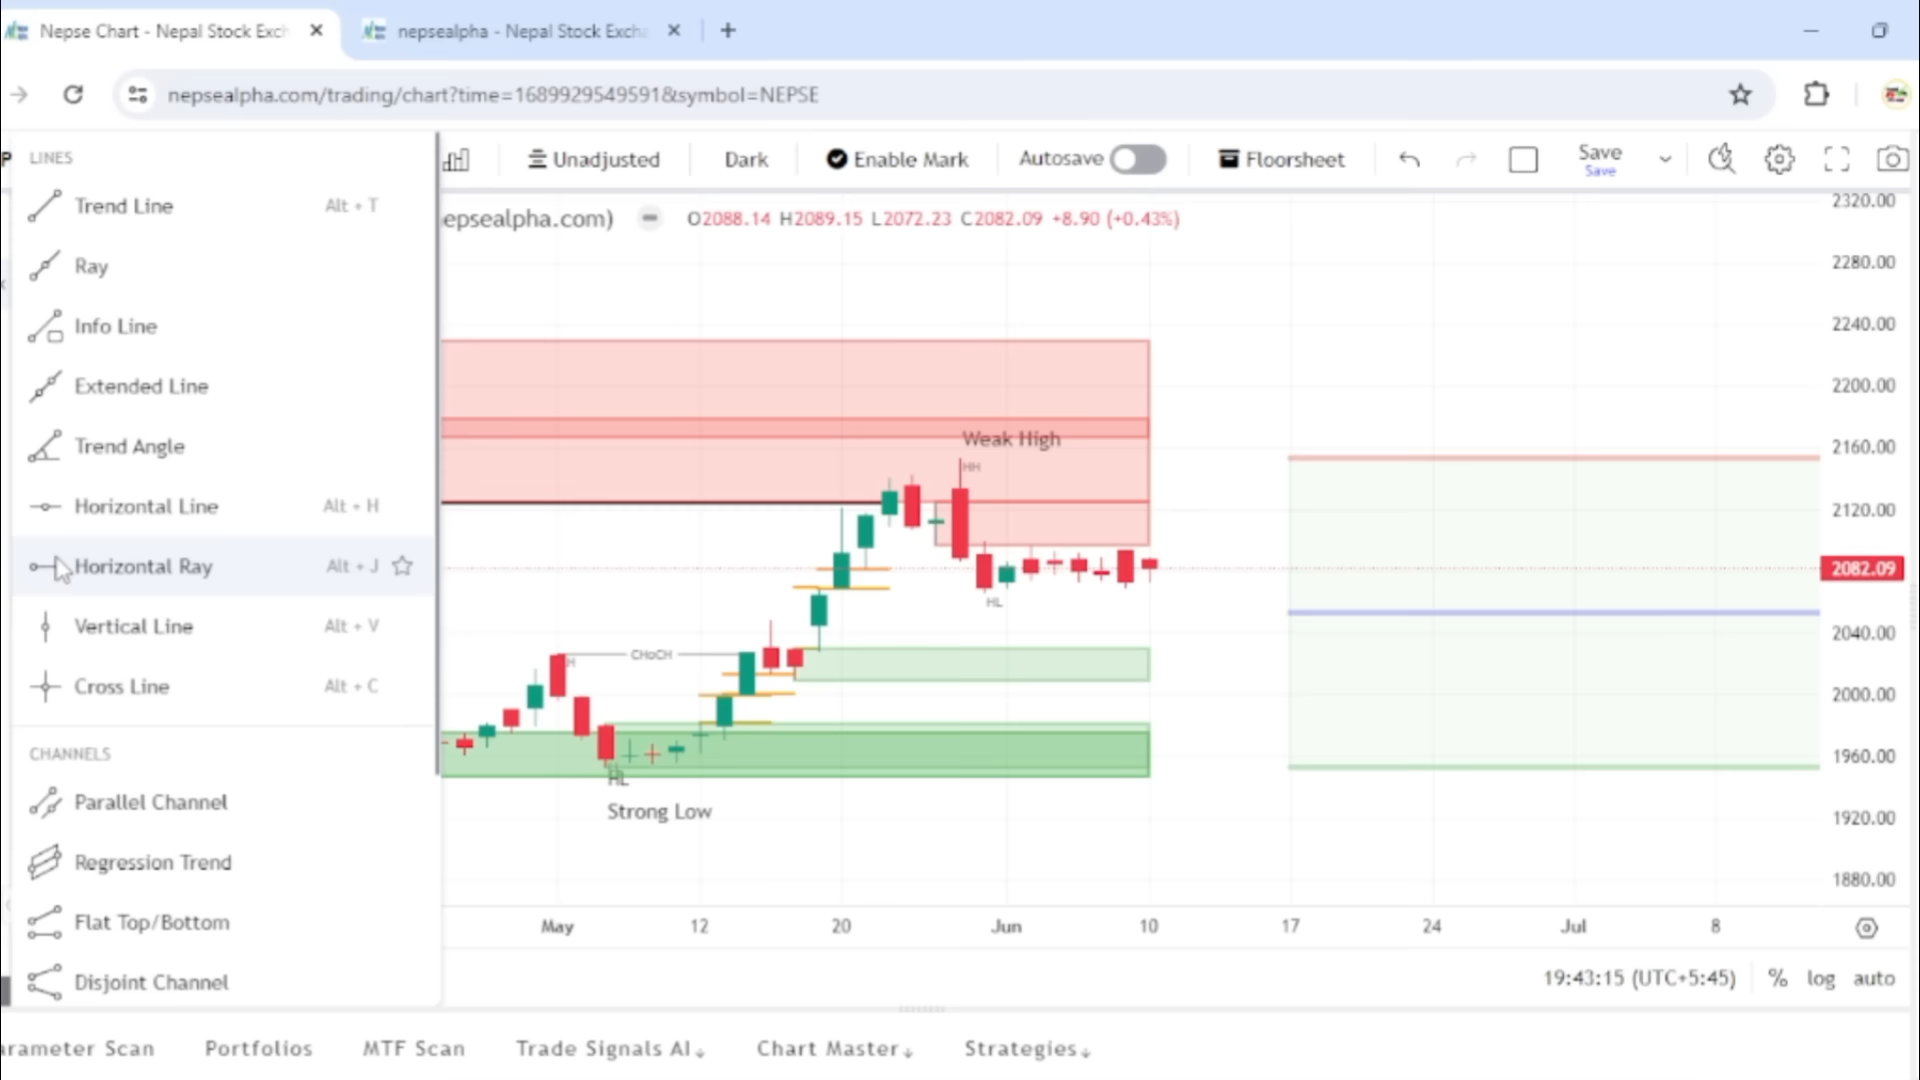 Nepse Chart - Nepal Stock Exch
nepsealpha - Nepal Stock Excha
nepsealpha.com/trading/chart?time=1689929549591&symbol=NEPSE
P
LINES
Trend Line Alt + T
Ray
Info Line
Extended Line
Trend Angle
Horizontal Line Alt + H
Horizontal Ray Alt + J
Vertical Line Alt + V
Cross Line Alt + C
CHANNELS
Parallel Channel
Regression Trend
Flat Top/Bottom
Disjoint Channel
Unadjusted Dark Enable Mark Autosave Floorsheet Save
Save
epsealpha.com) O2088.14 H2089.15 L2072.23 C2082.09 +8.90 (+0.43%)
Weak High
HH
HL
CHoCH
H
HL
Strong Low
2320.00
2280.00
2240.00
2200.00
2160.00
2120.00
2082.09
2040.00
2000.00
1960.00
1920.00
1880.00
May 12 20 Jun 10 17 24 Jul 8
19:43:15 (UTC+5:45) % log auto
arameter Scan Portfolios MTF Scan Trade Signals AI Chart Master Strategies